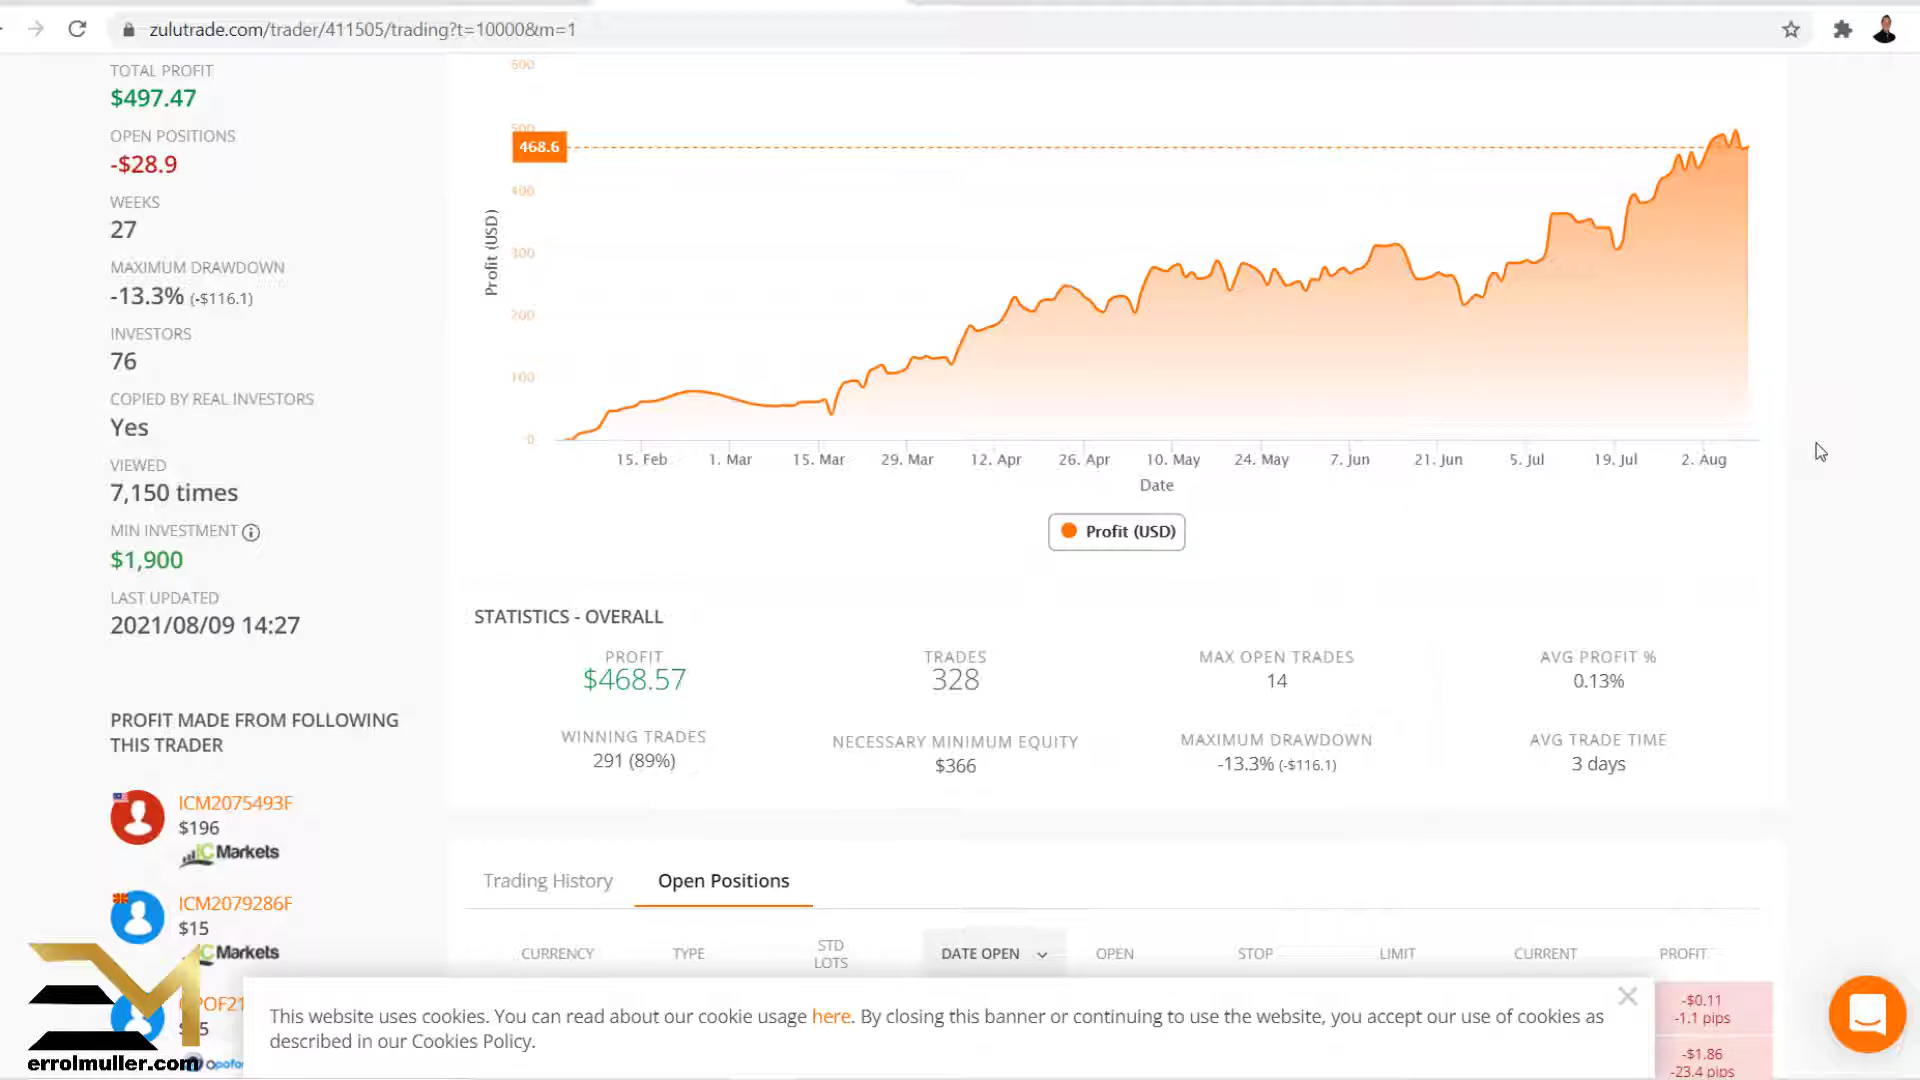 zulutrade.com/trader/411505/trading?t=10000&m=1
TOTAL PROFIT
$497.47
OPEN POSITIONS
-$28.9
WEEKS
27
MAXIMUM DRAWDOWN
-13.3% (-$116.1)
INVESTORS
76
COPIED BY REAL INVESTORS
Yes
VIEWED
7,150 times
MIN INVESTMENT
$1,900
LAST UPDATED
2021/08/09 14:27
PROFIT MADE FROM FOLLOWING
THIS TRADER
ICM2075493F
$196
IC Markets
ICM2079286F
$15
IC Markets
errolmuller.com
600
500
468.6
400
300
200
100
0
Profit (USD)
15. Feb
1. Mar
15. Mar
29. Mar
12. Apr
26. Apr
10. May
24. May
7. Jun
21. Jun
5. Jul
19. Jul
2. Aug
Date
Profit (USD)
STATISTICS - OVERALL
PROFIT
$468.57
TRADES
328
MAX OPEN TRADES
14
AVG PROFIT %
0.13%
WINNING TRADES
291 (89%)
NECESSARY MINIMUM EQUITY
$366
MAXIMUM DRAWDOWN
-13.3% (-$116.1)
AVG TRADE TIME
3 days
Trading History
Open Positions
CURRENCY
TYPE
STD
LOTS
DATE OPEN
OPEN
STOP
LIMIT
CURRENT
PROFIT
-$0.11
-1.1 pips
-$1.86
-23.4 pips
This website uses cookies. You can read about our cookie usage here. By closing this banner or continuing to use the website, you accept our use of cookies as
described in our Cookies Policy.